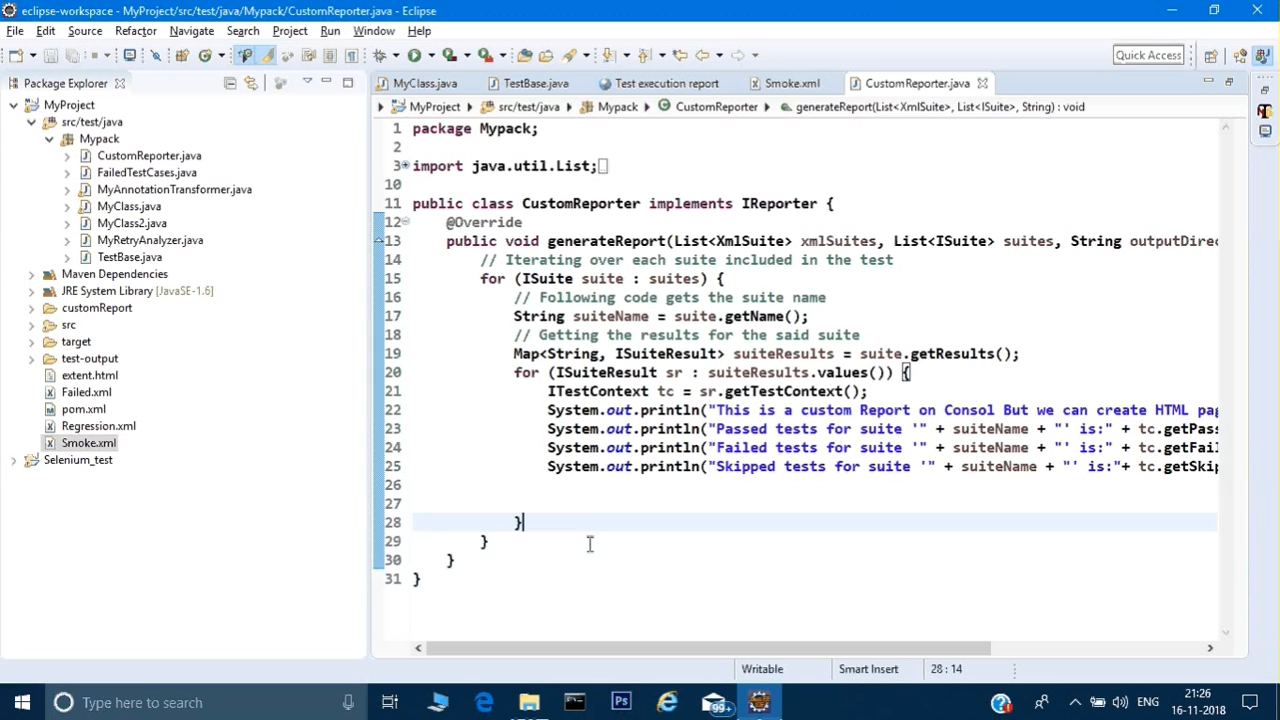 eclipse-workspace - MyProject/src/test/java/Mypack/CustomReporter.java - Eclipse
File Edit Source Refactor Navigate Search Project Run Window Help
Quick Access
Package Explorer
MyClass.java TestBase.java Test execution report Smoke.xml CustomReporter.java
MyProject src/test/java Mypack CustomReporter generateReport(List<XmlSuite>, List<ISuite>, String) : void
MyProject
src/test/java
Mypack
CustomReporter.java
FailedTestCases.java
MyAnnotationTransformer.java
MyClass.java
MyClass2.java
MyRetryAnalyzer.java
TestBase.java
Maven Dependencies
JRE System Library [JavaSE-1.6]
customReport
src
target
test-output
extent.html
Failed.xml
pom.xml
Regression.xml
Smoke.xml
Selenium_test
1 package Mypack;
2
3 import java.util.List;
10
11 public class CustomReporter implements IReporter {
12 @Override
13 public void generateReport(List<XmlSuite> xmlSuites, List<ISuite> suites, String outputDirec
14 // Iterating over each suite included in the test
15 for (ISuite suite : suites) {
16 // Following code gets the suite name
17 String suiteName = suite.getName();
18 // Getting the results for the said suite
19 Map<String, ISuiteResult> suiteResults = suite.getResults();
20 for (ISuiteResult sr : suiteResults.values()) {
21 ITestContext tc = sr.getTestContext();
22 System.out.println("This is a custom Report on Consol But we can create HTML pag
23 System.out.println("Passed tests for suite '" + suiteName + "' is:" + tc.getPass
24 System.out.println("Failed tests for suite '" + suiteName + "' is:" + tc.getFail
25 System.out.println("Skipped tests for suite '" + suiteName + "' is:"+ tc.getSkip
26
27
28 }
29 }
30 }
31 }
Writable Smart Insert 28 : 14
Type here to search
Ps
99+
ENG
21:26
16-11-2018